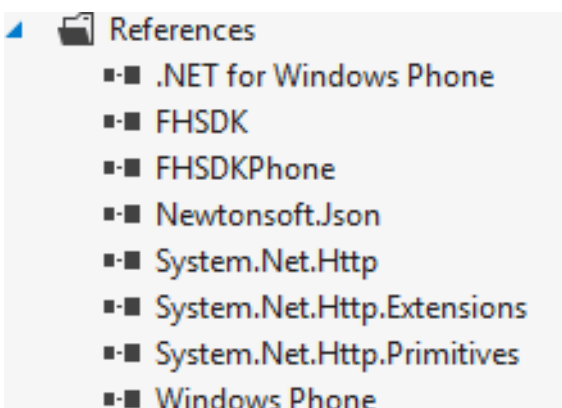 References
.NET for Windows Phone
FHSDK
FHSDKPhone
Newtonsoft.Json
System.Net.Http
System.Net.Http.Extensions
System.Net.Http.Primitives
Windows Phone